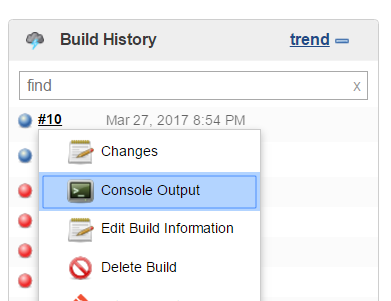 Build History trend
find x
#10 Mar 27, 2017 8:54 PM
Changes
Console Output
Edit Build Information
Delete Build